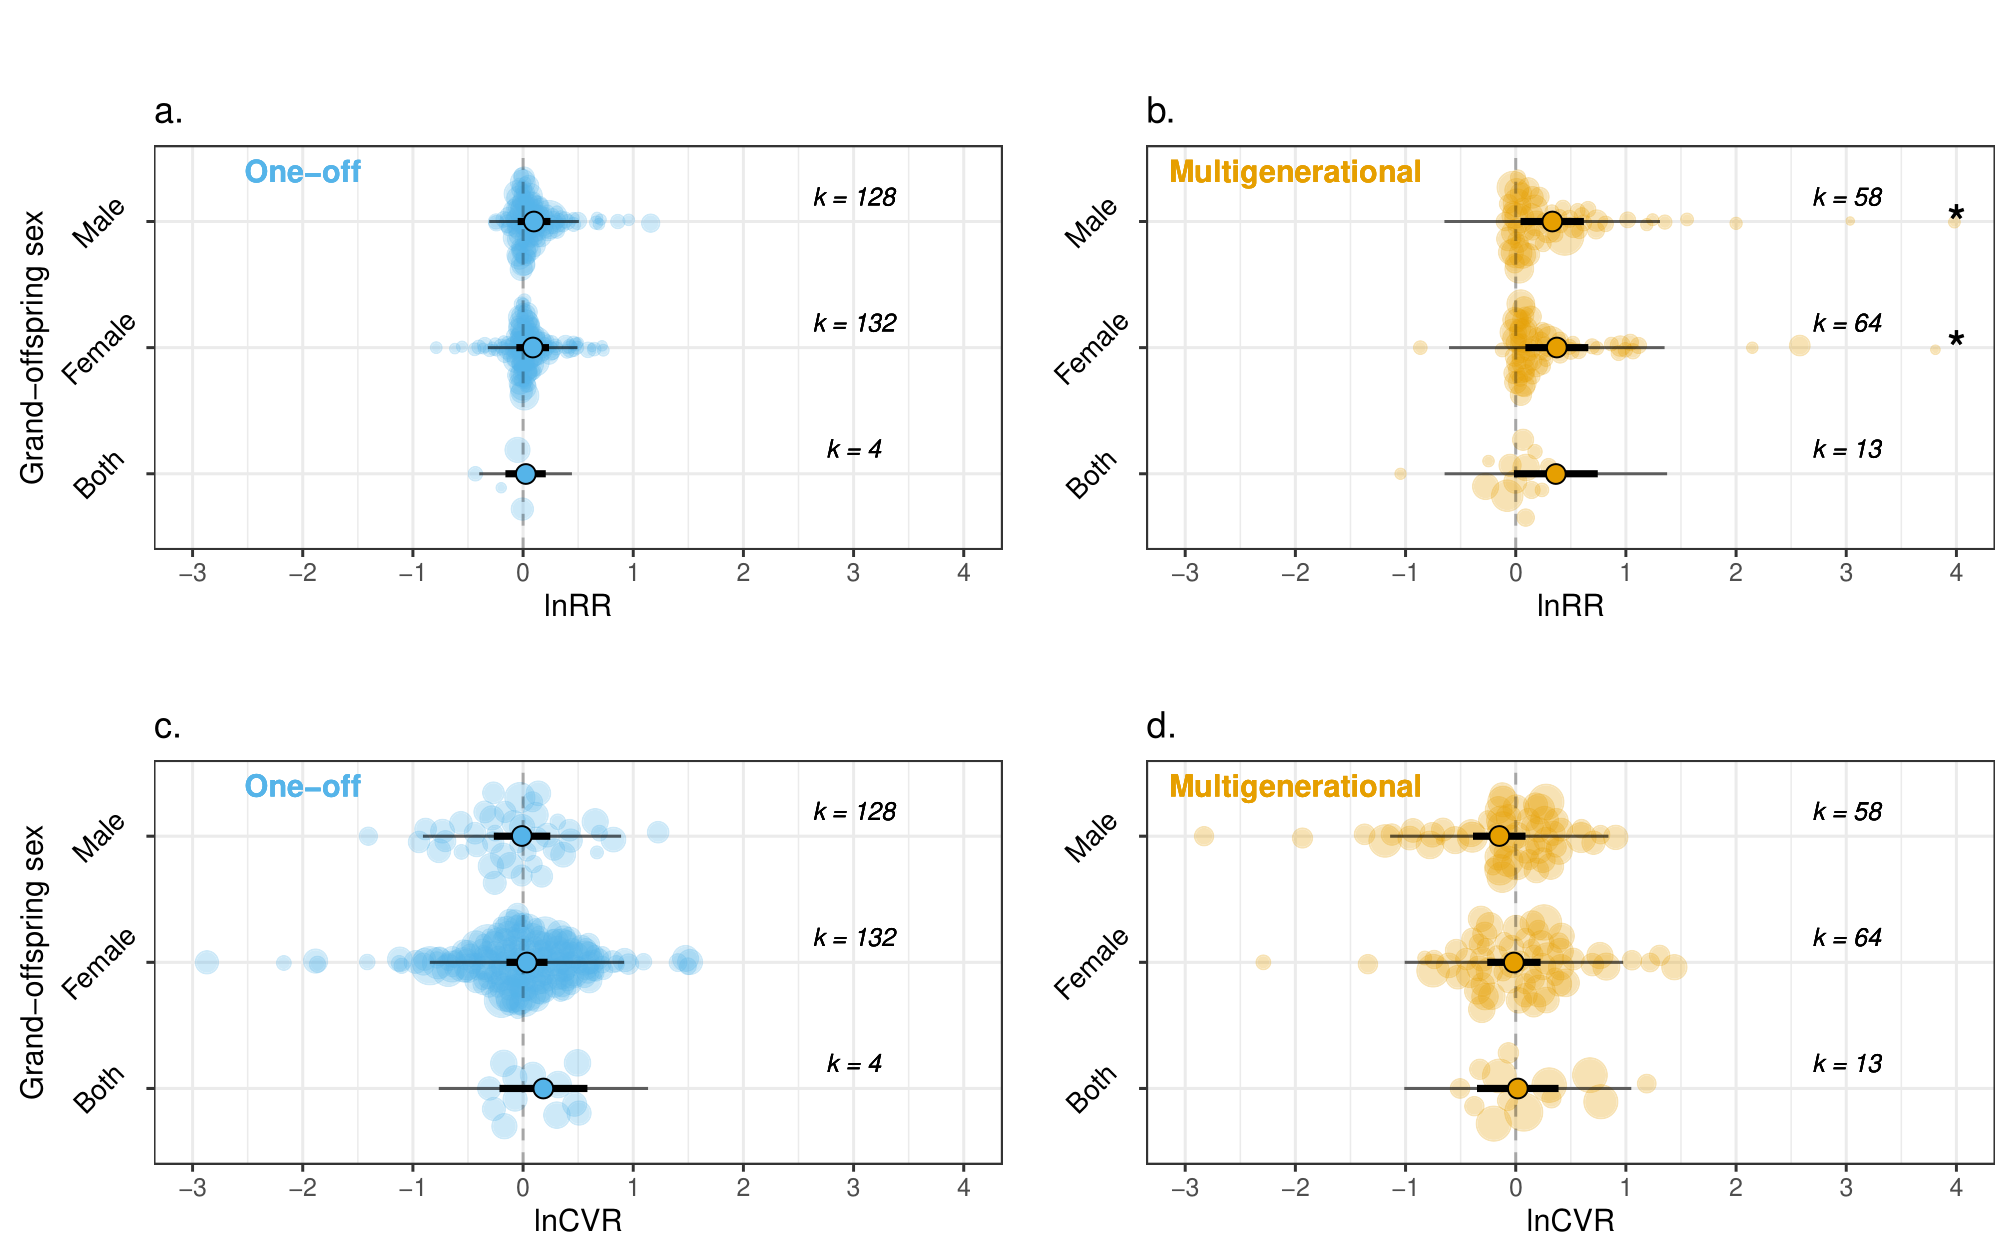 a.
One−off
Grand−offspring sex
Male
k = 128
Female
k = 132
Both
k = 4
−3 −2 −1 0 1 2 3 4
lnRR
b.
Multigenerational
Male
k = 58
*
Female
k = 64
*
Both
k = 13
−3 −2 −1 0 1 2 3 4
lnRR
c.
One−off
Grand−offspring sex
Male
k = 128
Female
k = 132
Both
k = 4
−3 −2 −1 0 1 2 3 4
lnCVR
d.
Multigenerational
Male
k = 58
Female
k = 64
Both
k = 13
−3 −2 −1 0 1 2 3 4
lnCVR